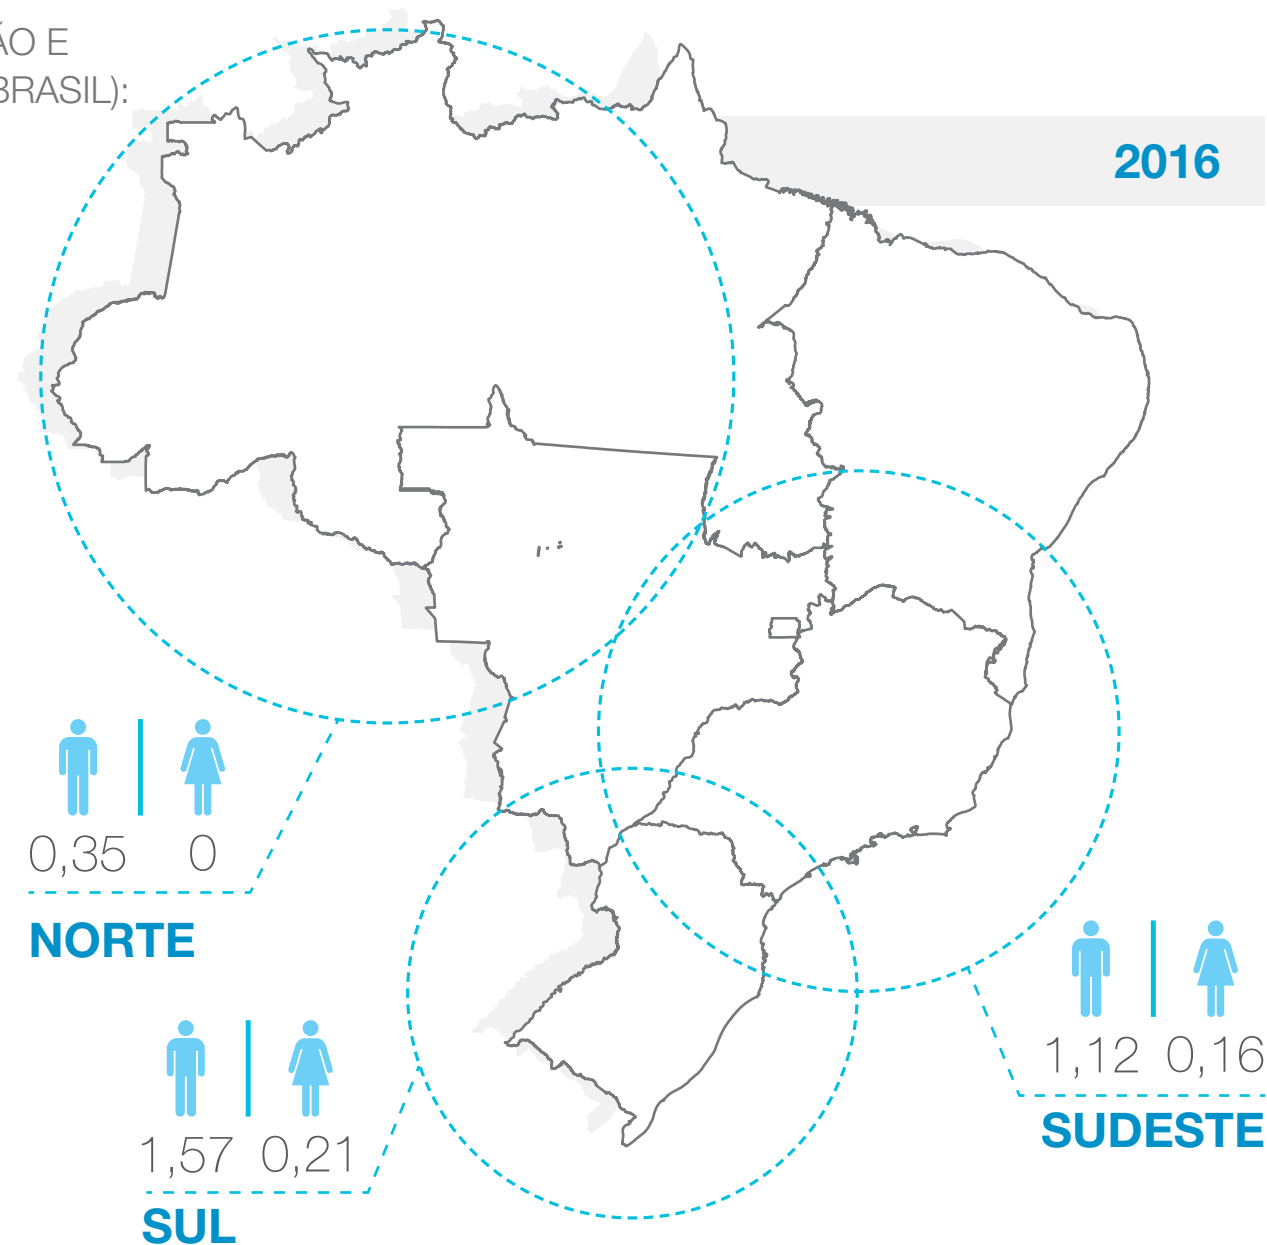 ÃO E
BRASIL):
2016
0,35 0
NORTE
1,12 0,16
SUDESTE
1,57 0,21
SUL